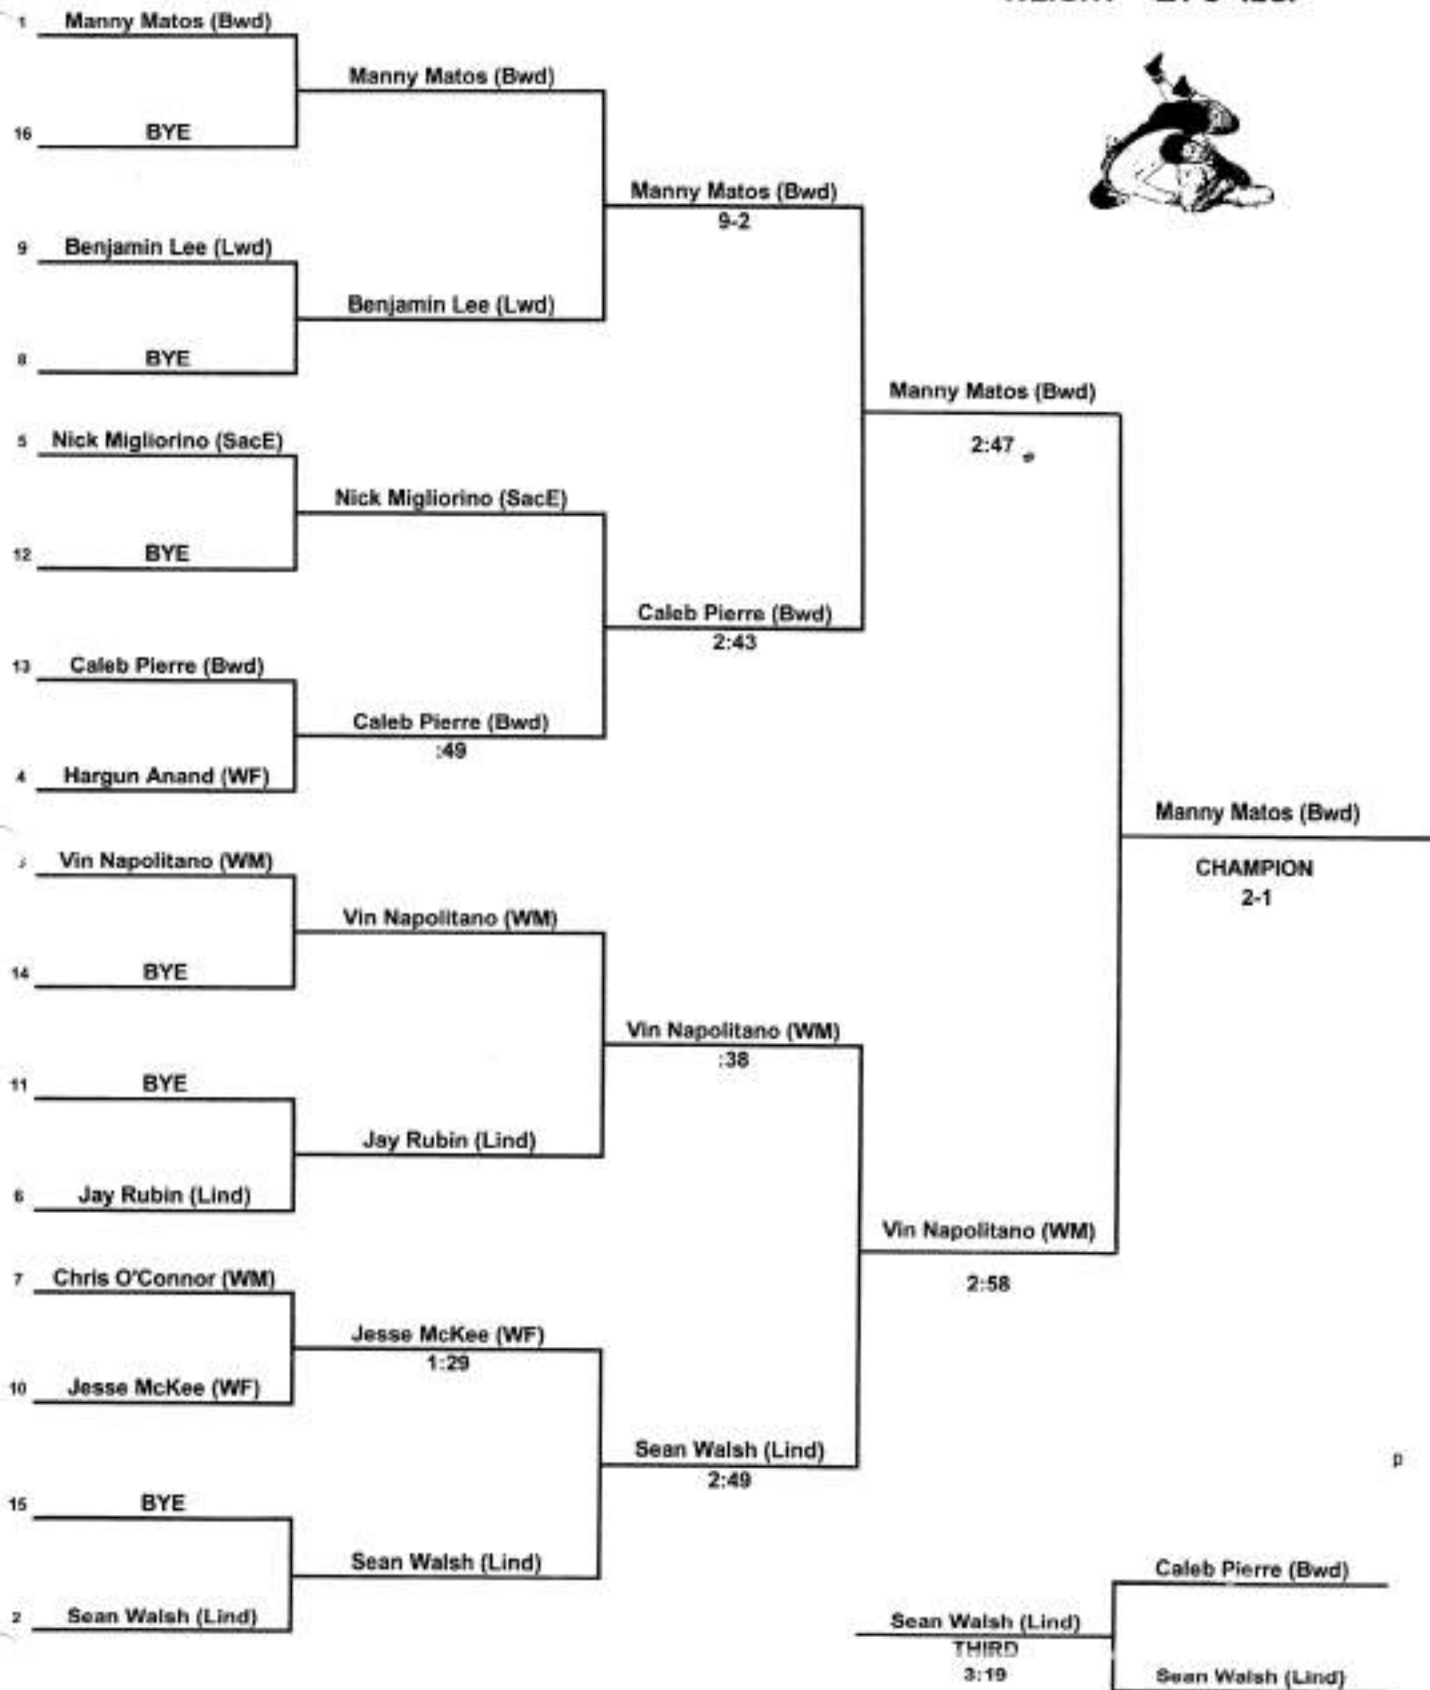 1 Manny Matos (Bwd)
Manny Matos (Bwd)
16 BYE
Manny Matos (Bwd)
9-2
9 Benjamin Lee (Lwd)
Benjamin Lee (Lwd)
8 BYE
Manny Matos (Bwd)
2:47
5 Nick Migliorino (SacE)
Nick Migliorino (SacE)
12 BYE
Caleb Pierre (Bwd)
2:43
13 Caleb Pierre (Bwd)
Caleb Pierre (Bwd)
:49
4 Hargun Anand (WF)
Manny Matos (Bwd)
CHAMPION
2-1
Vin Napolitano (WM)
Vin Napolitano (WM)
14 BYE
Vin Napolitano (WM)
:38
11 BYE
Jay Rubin (Lind)
6 Jay Rubin (Lind)
Vin Napolitano (WM)
2:58
7 Chris O'Connor (WM)
Jesse McKee (WF)
1:29
10 Jesse McKee (WF)
Sean Walsh (Lind)
2:49
p
15 BYE
Sean Walsh (Lind)
2 Sean Walsh (Lind)
Caleb Pierre (Bwd)
Sean Walsh (Lind)
THIRD
3:19
Sean Walsh (Lind)